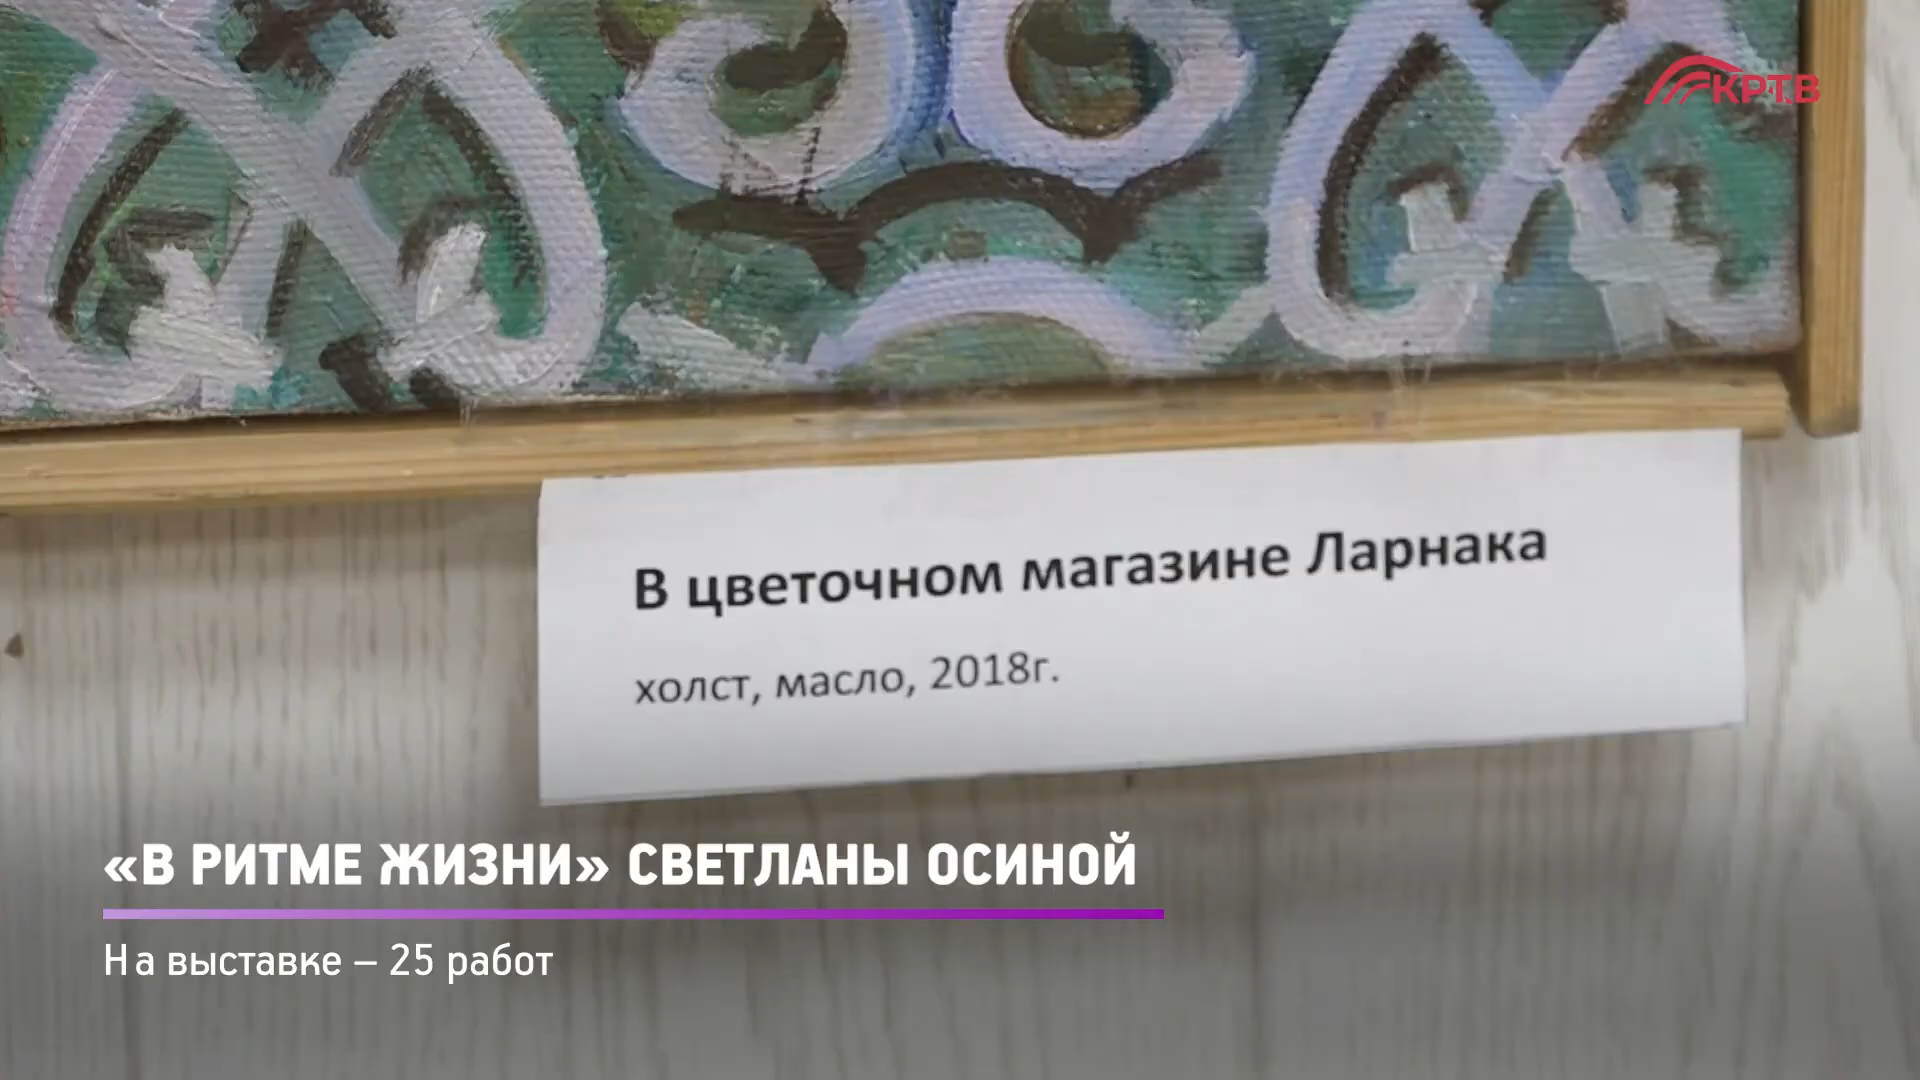 КРТВ
В цветочном магазине Ларнака
холст, масло, 2018г.
«В РИТМЕ ЖИЗНИ» СВЕТЛАНЫ ОСИНОЙ
На выставке – 25 работ